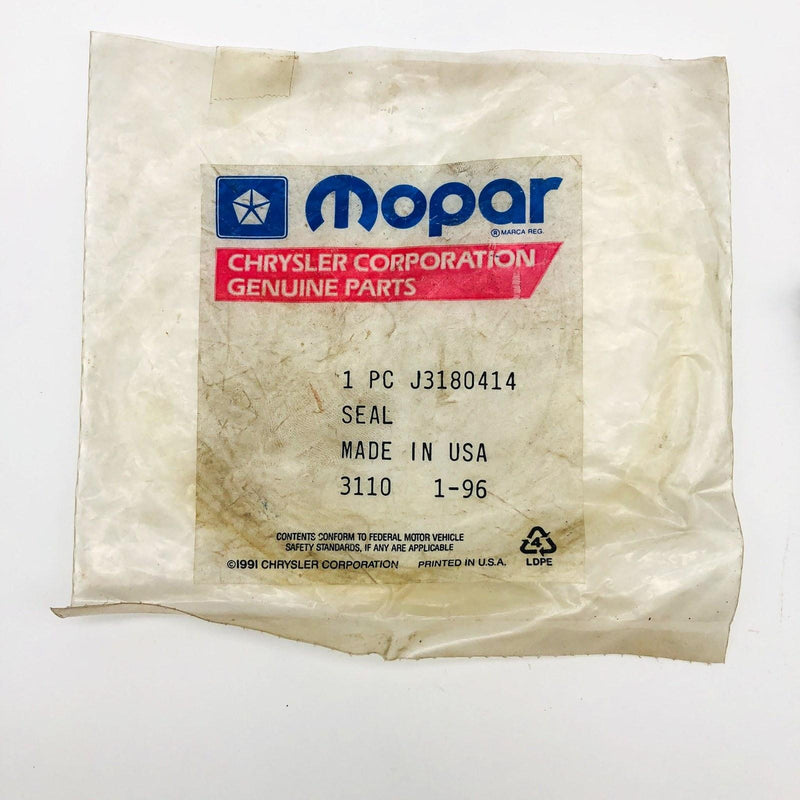 mopar
® MARCA REG.
CHRYSLER CORPORATION
GENUINE PARTS
1 PC J3180414
SEAL
MADE IN USA
3110 1-96
CONTENTS CONFORM TO FEDERAL MOTOR VEHICLE
SAFETY STANDARDS, IF ANY ARE APPLICABLE
©1991 CHRYSLER CORPORATION PRINTED IN U.S.A.
4
LDPE